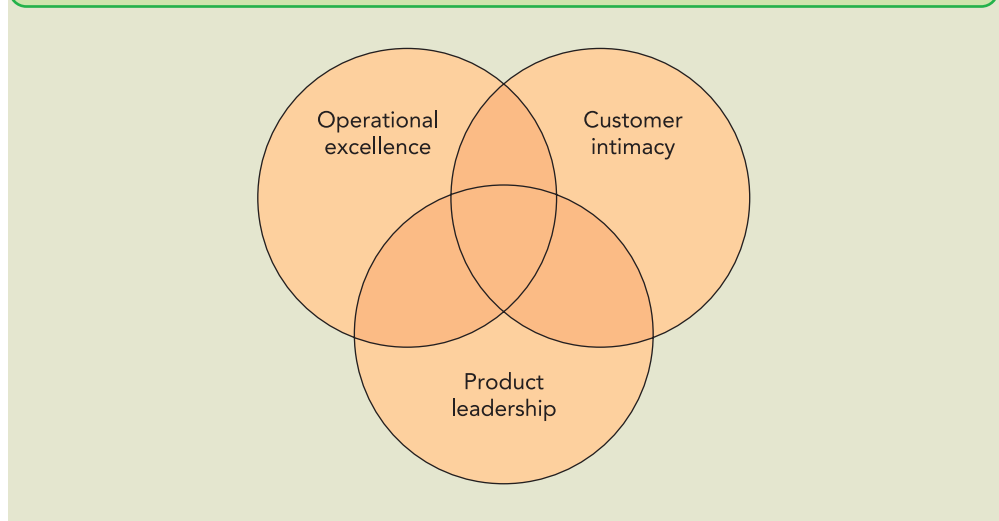 Operational
excellence
Customer
intimacy
Product
leadership